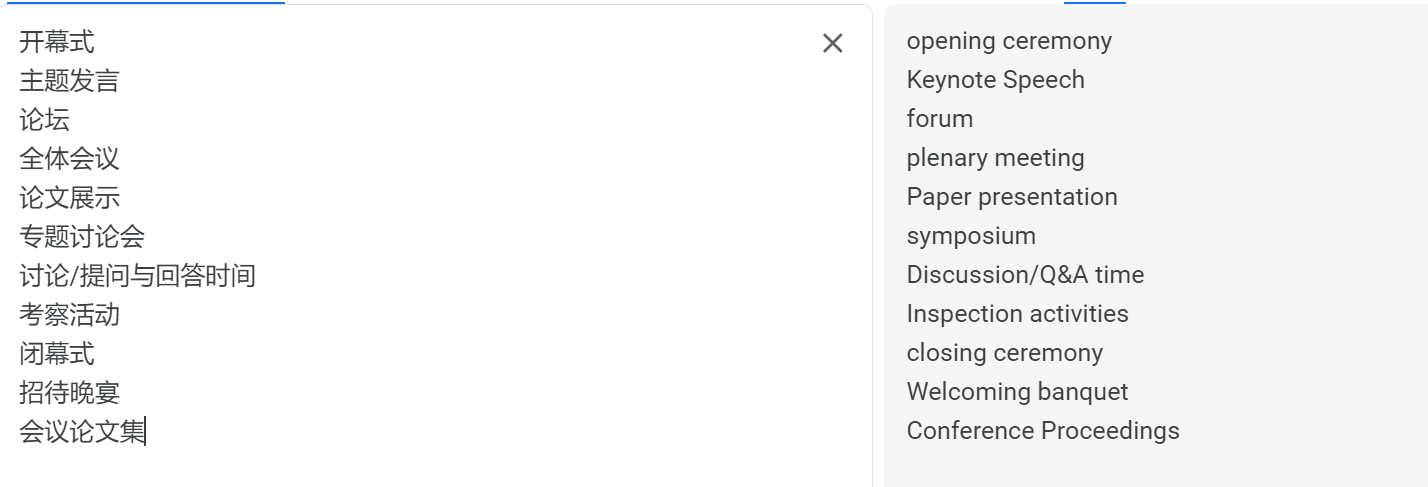 开幕式
主题发言
论坛
全体会议
论文展示
专题讨论会
讨论/提问与回答时间
考察活动
闭幕式
招待晚宴
会议论文集
opening ceremony
Keynote Speech
forum
plenary meeting
Paper presentation
symposium
Discussion/Q&A time
Inspection activities
closing ceremony
Welcoming banquet
Conference Proceedings